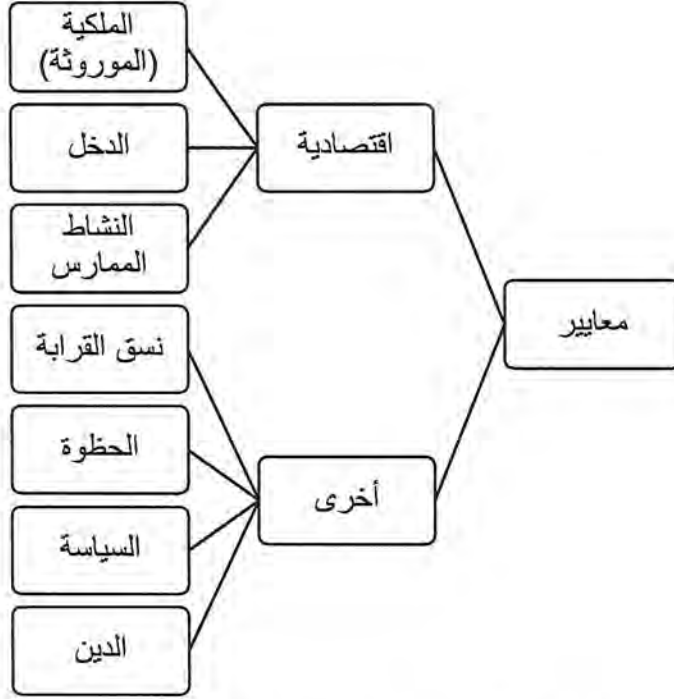 معايير
اقتصادية
الملكية
(الموروثة)
الدخل
النشاط
الممارس
أخرى
نسق القرابة
الحظوة
السياسة
الدين